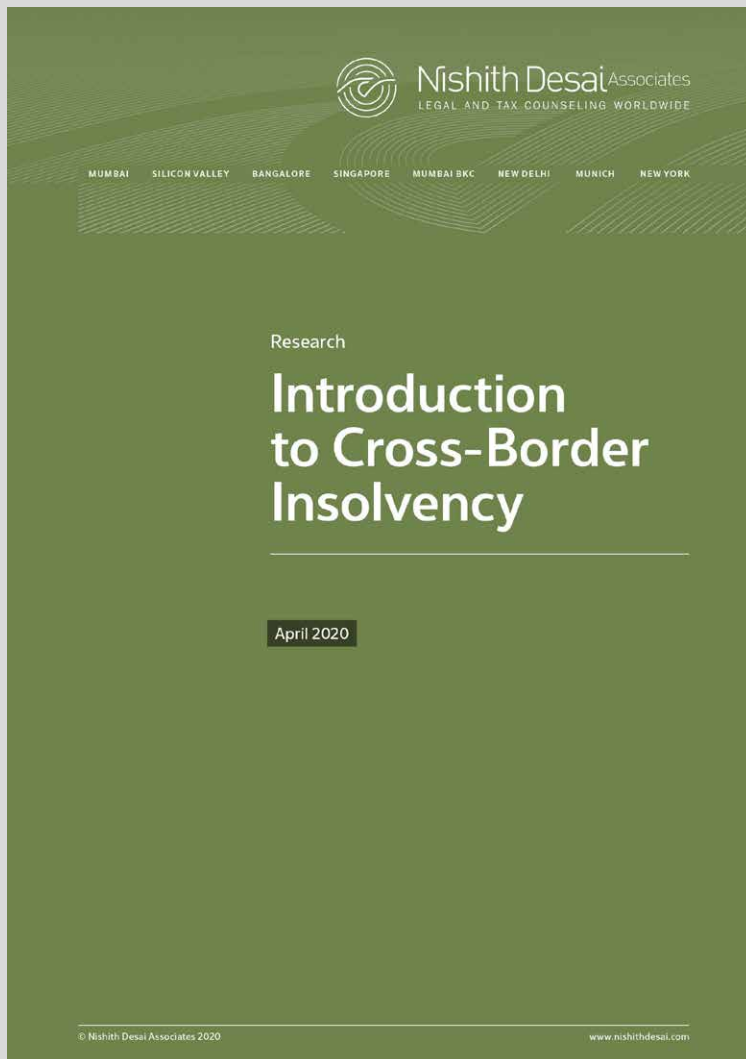 Nishith Desai Associates
LEGAL AND TAX COUNSELING WORLDWIDE
MUMBAI SILICON VALLEY BANGALORE SINGAPORE MUMBAI BKC NEW DELHI MUNICH NEW YORK
Research
Introduction
to Cross-Border
Insolvency
April 2020
© Nishith Desai Associates 2020 www.nishithdesai.com